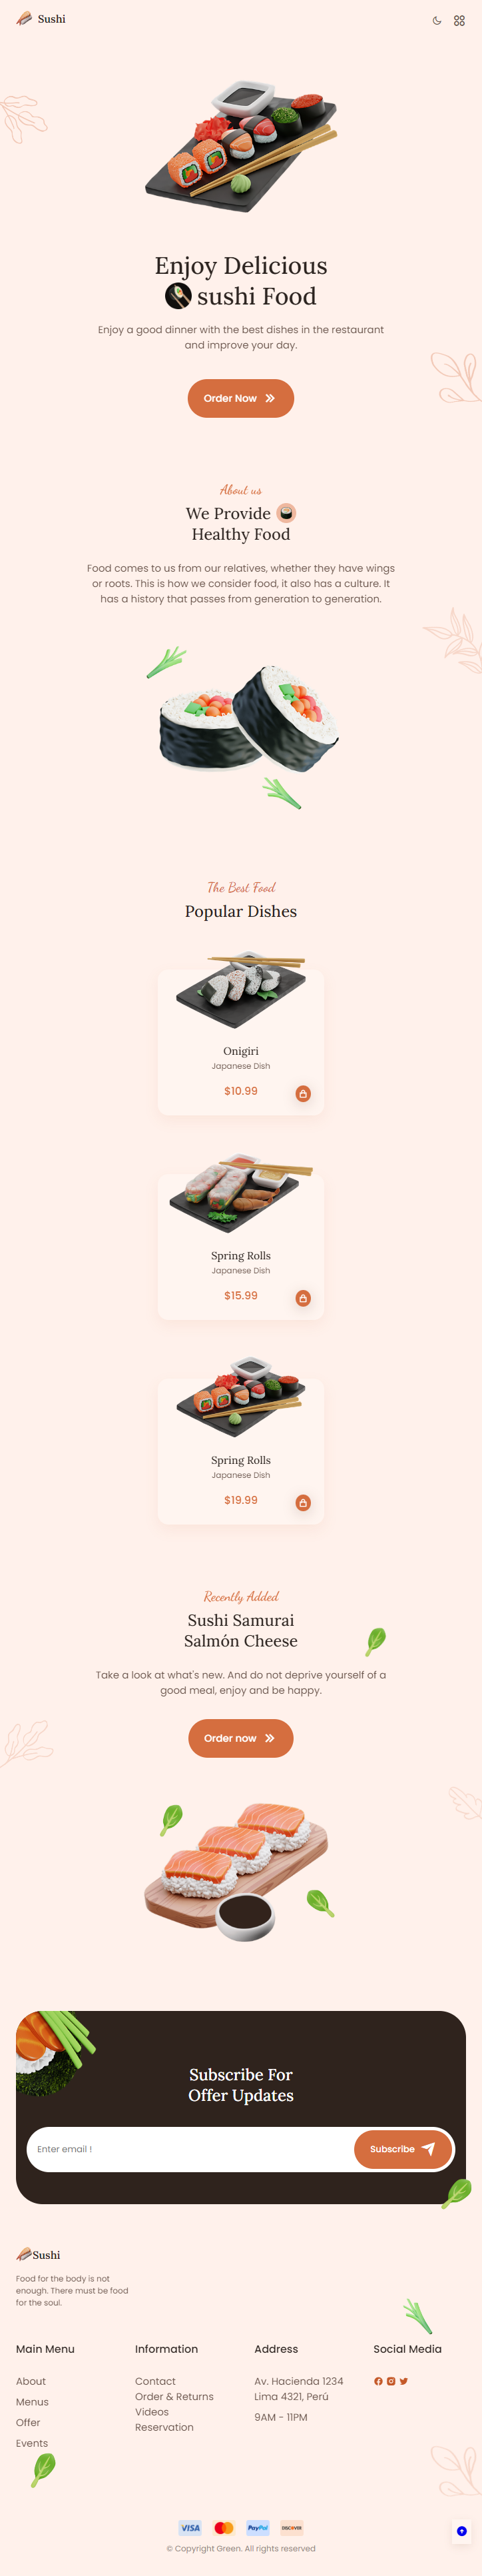 Sushi
Enjoy Delicious
sushi Food
Enjoy a good dinner with the best dishes in the restaurant
and improve your day.
Order Now
About us
We Provide
Healthy Food
Food comes to us from our relatives, whether they have wings
or roots. This is how we consider food, it also has a culture. It
has a history that passes from generation to generation.
The Best Food
Popular Dishes
Onigiri
Japanese Dish
$10.99
Spring Rolls
Japanese Dish
$15.99
Spring Rolls
Japanese Dish
$19.99
Recently Added
Sushi Samurai
Salmón Cheese
Take a look at what's new. And do not deprive yourself of a
good meal, enjoy and be happy.
Order now
Subscribe For
Offer Updates
Enter email !
Subscribe
Sushi
Food for the body is not
enough. There must be food
for the soul.
Main Menu
About
Menus
Offer
Events
Information
Contact
Order & Returns
Videos
Reservation
Address
Av. Hacienda 1234
Lima 4321, Perú
9AM - 11PM
Social Media
VISA
PayPal
DISCOVER
© Copyright Green. All rights reserved